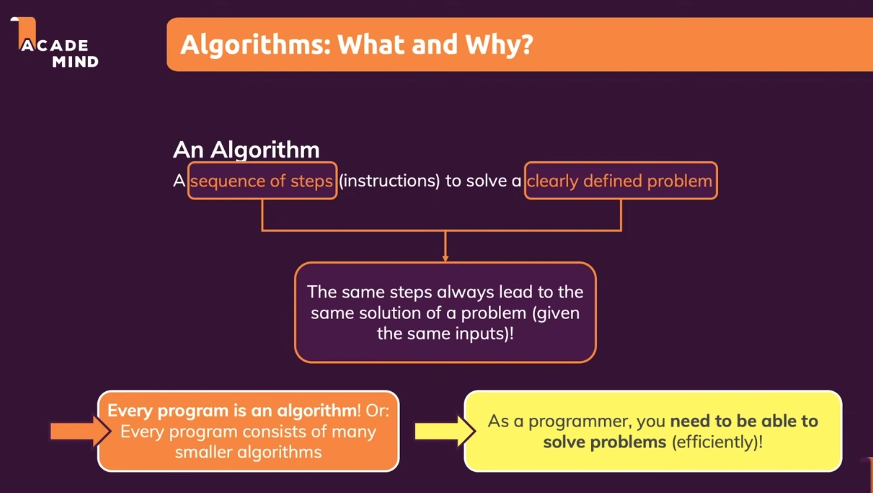 ACADE
MIND
Algorithms: What and Why?
An Algorithm
A sequence of steps (instructions) to solve a clearly defined problem
The same steps always lead to the
same solution of a problem (given
the same inputs)!
Every program is an algorithm! Or:
Every program consists of many
smaller algorithms
As a programmer, you need to be able to
solve problems (efficiently)!